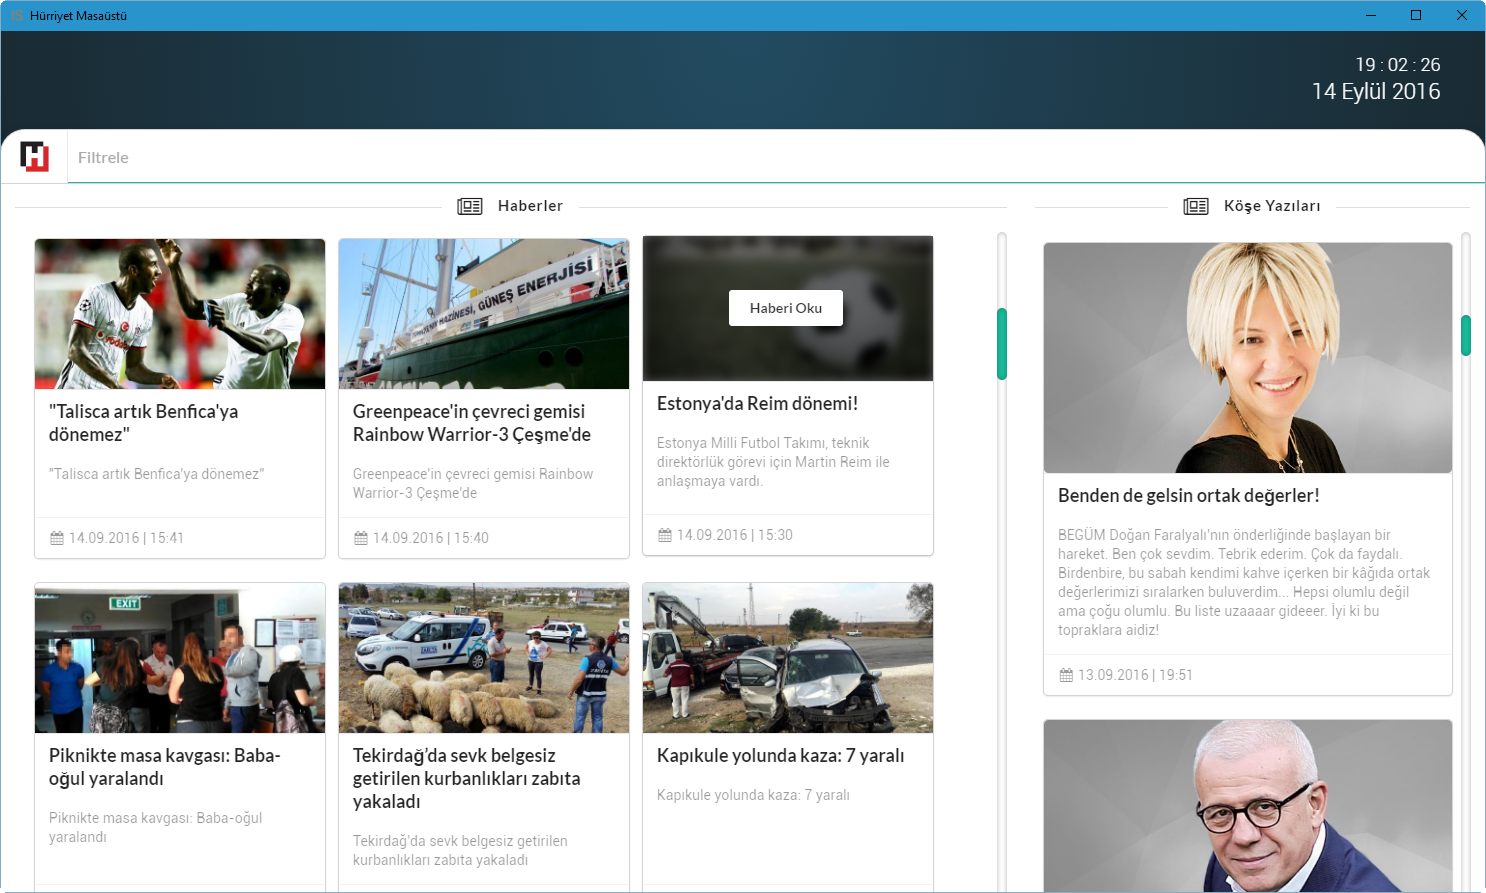 Hürriyet Masaüstü
19 : 02 : 26
14 Eylül 2016
H
Filtrele
Haberler
"Talisca artık Benfica'ya
dönemez"
"Talisca artık Benfica'ya dönemez"
14.09.2016 | 15:41
GÜNEŞ ENERJİSİ
Greenpeace'in çevreci gemisi
Rainbow Warrior-3 Çeşme'de
Greenpeace'in çevreci gemisi Rainbow
Warrior-3 Çeşme'de
14.09.2016 | 15:40
Haberi Oku
Estonya'da Reim dönemi!
Estonya Milli Futbol Takımı, teknik
direktörlük görevi için Martin Reim ile
anlaşmaya vardı.
14.09.2016 | 15:30
EXIT
Piknikte masa kavgası: Baba-
oğul yaralandı
Piknikte masa kavgası: Baba-oğul
yaralandı
Tekirdağ’da sevk belgesiz
getirilen kurbanlıkları zabıta
yakaladı
Tekirdağ’da sevk belgesiz getirilen
kurbanlıkları zabıta yakaladı
Kapıkule yolunda kaza: 7 yaralı
Kapıkule yolunda kaza: 7 yaralı
Köşe Yazıları
Benden de gelsin ortak değerler!
BEGÜM Doğan Faralyalı'nın önderliğinde başlayan bir
hareket. Ben çok sevdim. Tebrik ederim. Çok da faydalı.
Birdenbire, bu sabah kendimi kahve içerken bir kâğıda ortak
değerlerimizi sıralarken buluverdim... Hepsi olumlu değil
ama çoğu olumlu. Bu liste uzaaaar gideeer. İyi ki bu
topraklara aidiz!
13.09.2016 | 19:51